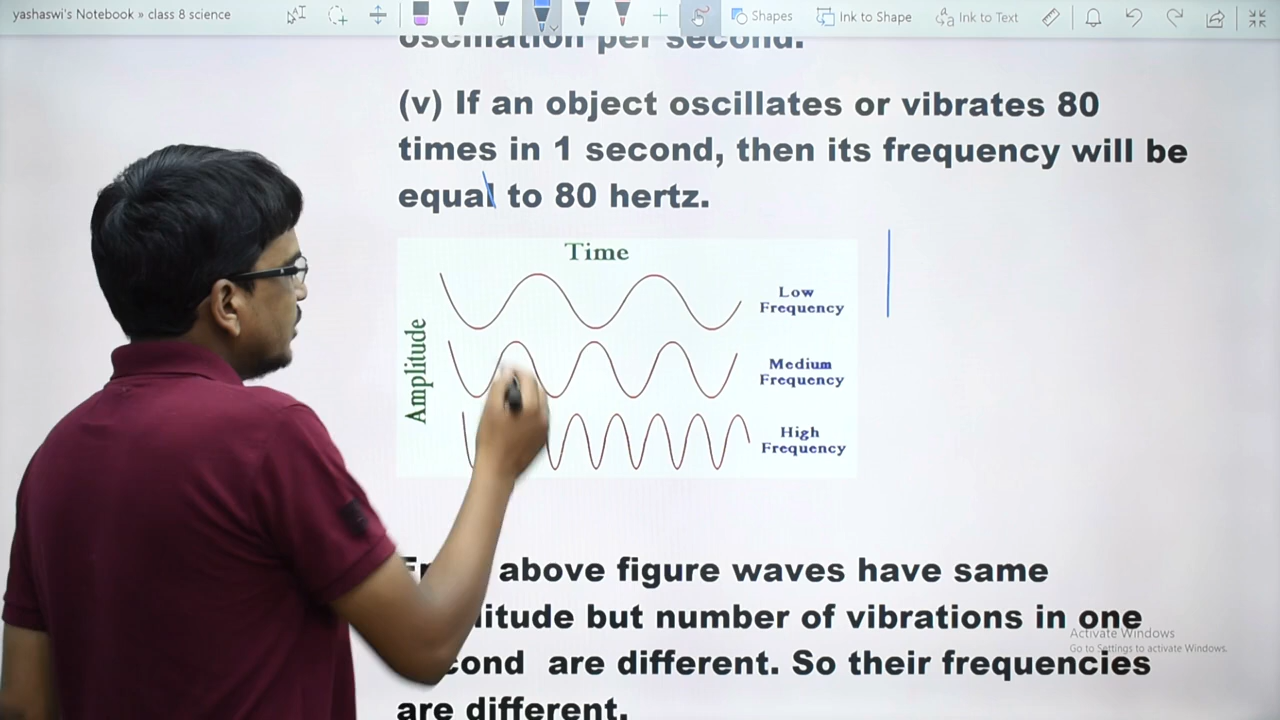 yashaswi's Notebook » class 8 science
Shapes
Ink to Shape
Ink to Text
oscillation per second.
(v) If an object oscillates or vibrates 80
times in 1 second, then its frequency will be
equal to 80 hertz.
Time
Amplitude
Low
Frequency
Medium
Frequency
High
Frequency
above figure waves have same
but number of vibrations in one
are different. So their frequencies
are different.
Activate Windows
Go to Settings to activate Windows.